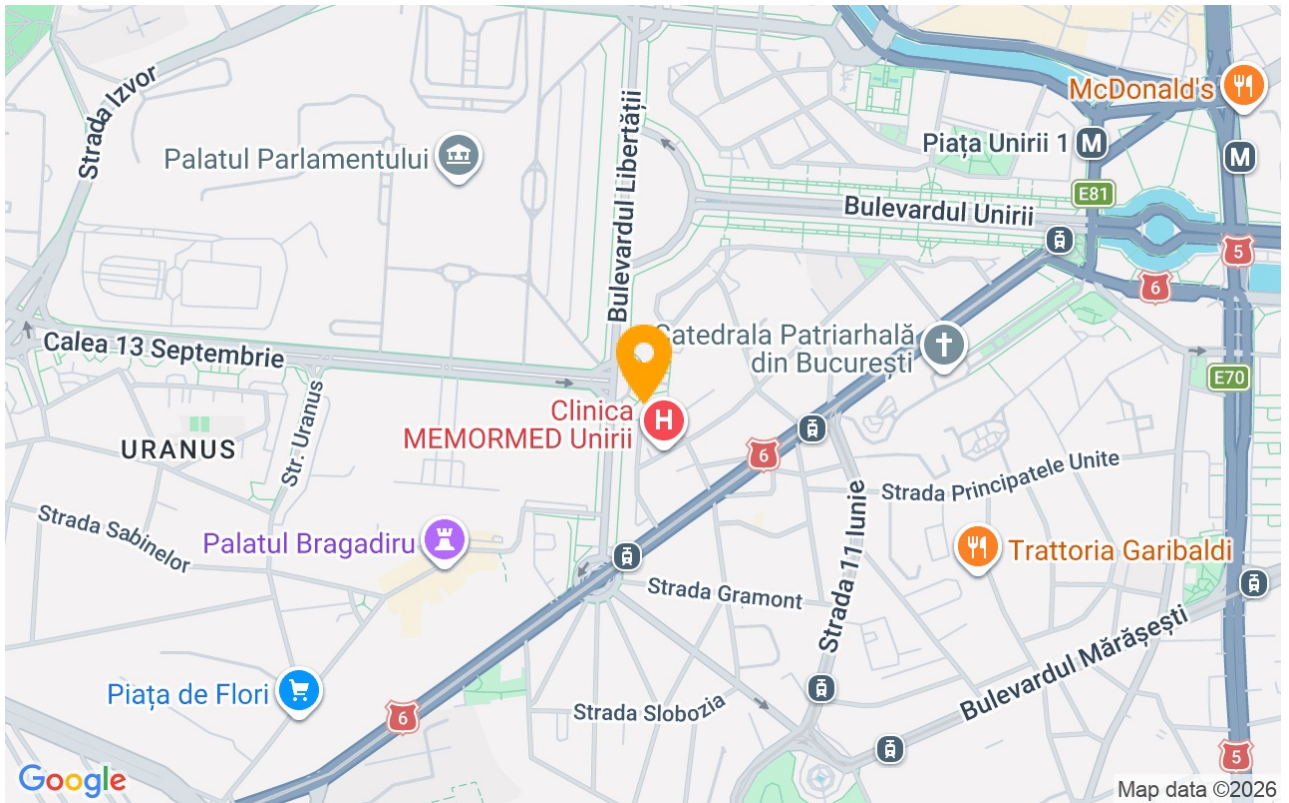 Strada Izvor
McDonald's
Palatul Parlamentului
Bulevardul Libertății
Piața Unirii 1
M
M
E81
Bulevardul Unirii
5
6
Calea 13 Septembrie
atedrala Patriarhală
din București
E70
Clinica
MEMORMED Unirii
H
URANUS
Str. Uranus
6
Strada Principatele Unite
Strada Sabinelor
Palatul Bragadiru
Strada 11 Iunie
Trattoria Garibaldi
Strada Gramont
Bulevardul Mărășești
Piața de Flori
6
Strada Slobozia
5
Google
Map data ©2026